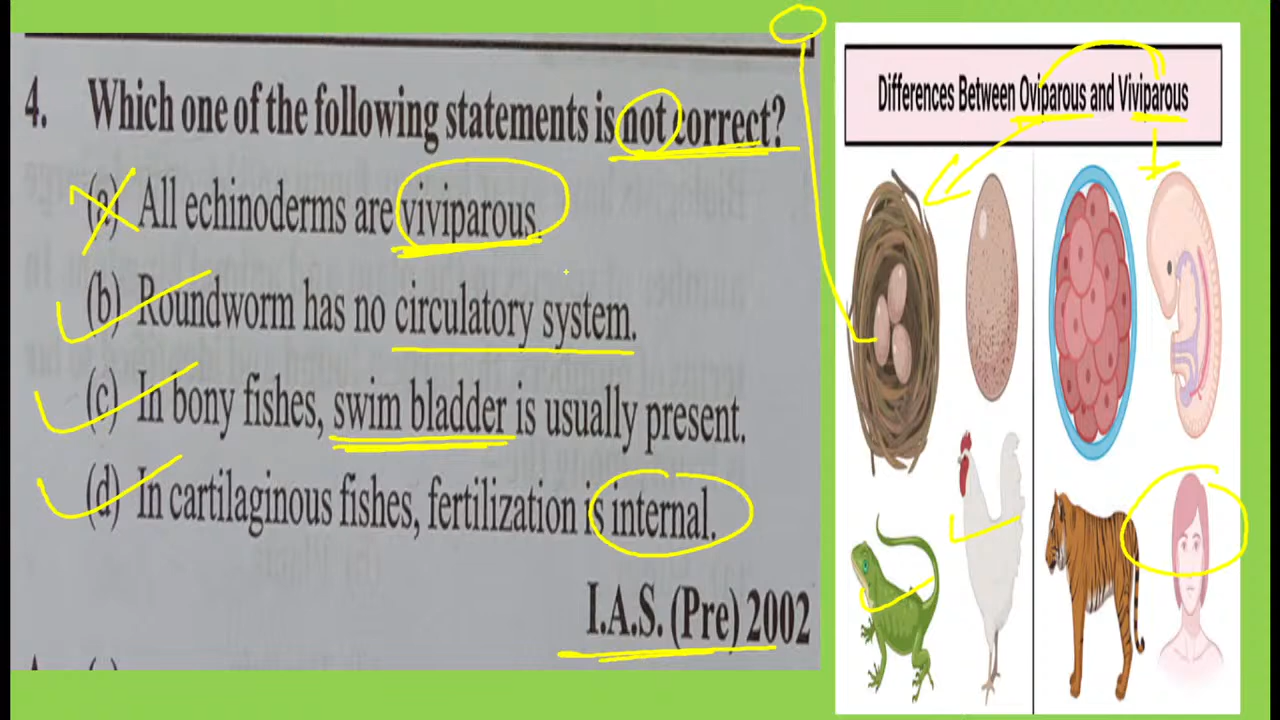 4. Which one of the following statements is not correct?
(a) All echinoderms are viviparous.
(b) Roundworm has no circulatory system.
(c) In bony fishes, swim bladder is usually present.
(d) In cartilaginous fishes, fertilization is internal.
I.A.S. (Pre) 2002
Differences Between Oviparous and Viviparous